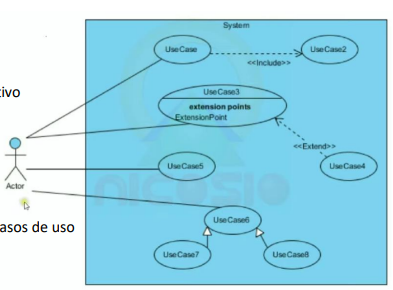 System
UseCase
UseCase2
<<Include>>
tivo
UseCase3
extension points
ExtensionPoint
<<Extend>>
UseCase5
UseCase4
Actor
nicosio
asos de uso
UseCase6
UseCase7
UseCase8